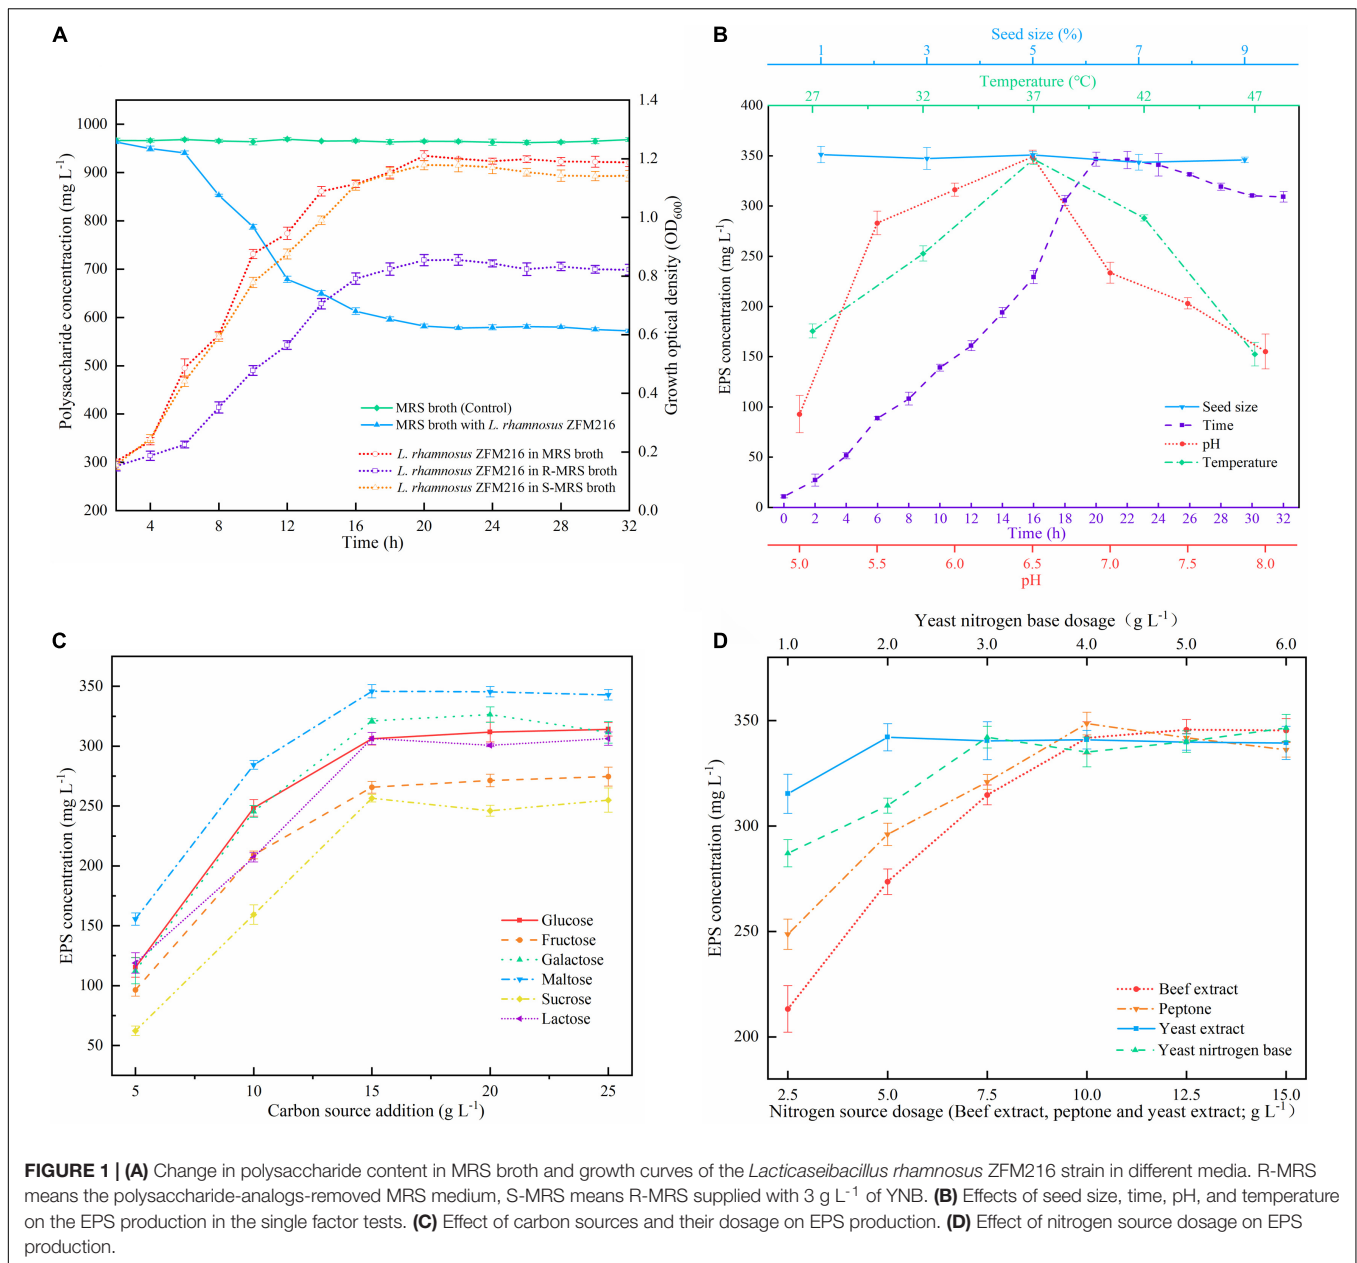 A
Polysaccharide concentraction (mg L-1)
1000
900
800
700
600
500
400
300
200
1.4
1.2
1.0
0.8
0.6
0.4
0.2
0.0
Growth optical density (OD600)
MRS broth (Control)
MRS broth with L. rhamnosus ZFM216
L. rhamnosus ZFM216 in MRS broth
L. rhamnosus ZFM216 in R-MRS broth
L. rhamnosus ZFM216 in S-MRS broth
4 8 12 16 20 24 28 32
Time (h)
B
Seed size (%)
1 3 5 7 9
Temperature (°C)
27 32 37 42 47
EPS concentration (mg L-1)
400
350
300
250
200
150
100
50
0
Seed size
Time
pH
Temperature
0 2 4 6 8 10 12 14 16 18 20 22 24 26 28 30 32
Time (h)
5.0 5.5 6.0 6.5 7.0 7.5 8.0
pH
C
EPS concentration (mg L-1)
350
300
250
200
150
100
50
Glucose
Fructose
Galactose
Maltose
Sucrose
Lactose
5 10 15 20 25
Carbon source addition (g L-1)
D
Yeast nitrogen base dosage（g L-1)
1.0 2.0 3.0 4.0 5.0 6.0
EPS concentration (mg L-1)
350
300
250
200
Beef extract
Peptone
Yeast extract
Yeast nirtrogen base
2.5 5.0 7.5 10.0 12.5 15.0
Nitrogen source dosage (Beef extract, peptone and yeast extract; g L-1)
FIGURE 1 | (A) Change in polysaccharide content in MRS broth and growth curves of the Lacticaseibacillus rhamnosus ZFM216 strain in different media. R-MRS
means the polysaccharide-analogs-removed MRS medium, S-MRS means R-MRS supplied with 3 g L-1 of YNB. (B) Effects of seed size, time, pH, and temperature
on the EPS production in the single factor tests. (C) Effect of carbon sources and their dosage on EPS production. (D) Effect of nitrogen source dosage on EPS
production.